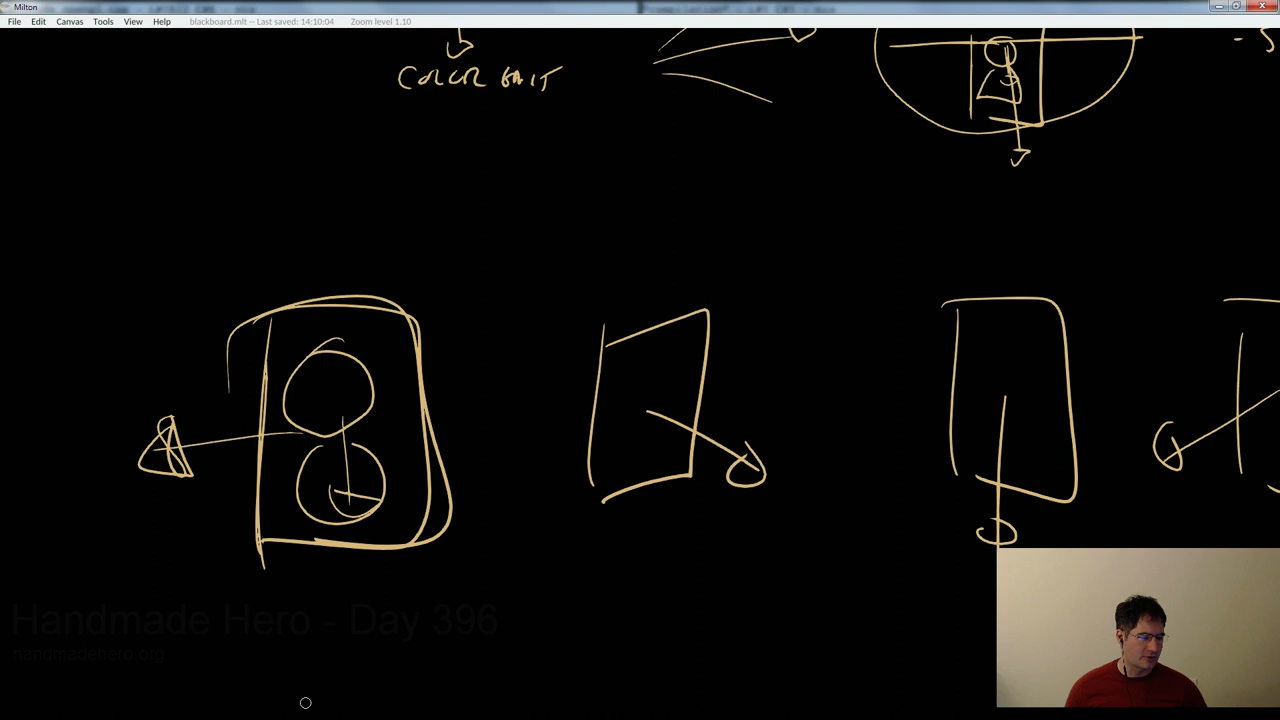 Milton
File Edit Canvas Tools View Help blackboard.mlt -- Last saved: 14:10:04 Zoom level 1.10
COLOR
- S
Handmade Hero - Day 396
handmadehero.org